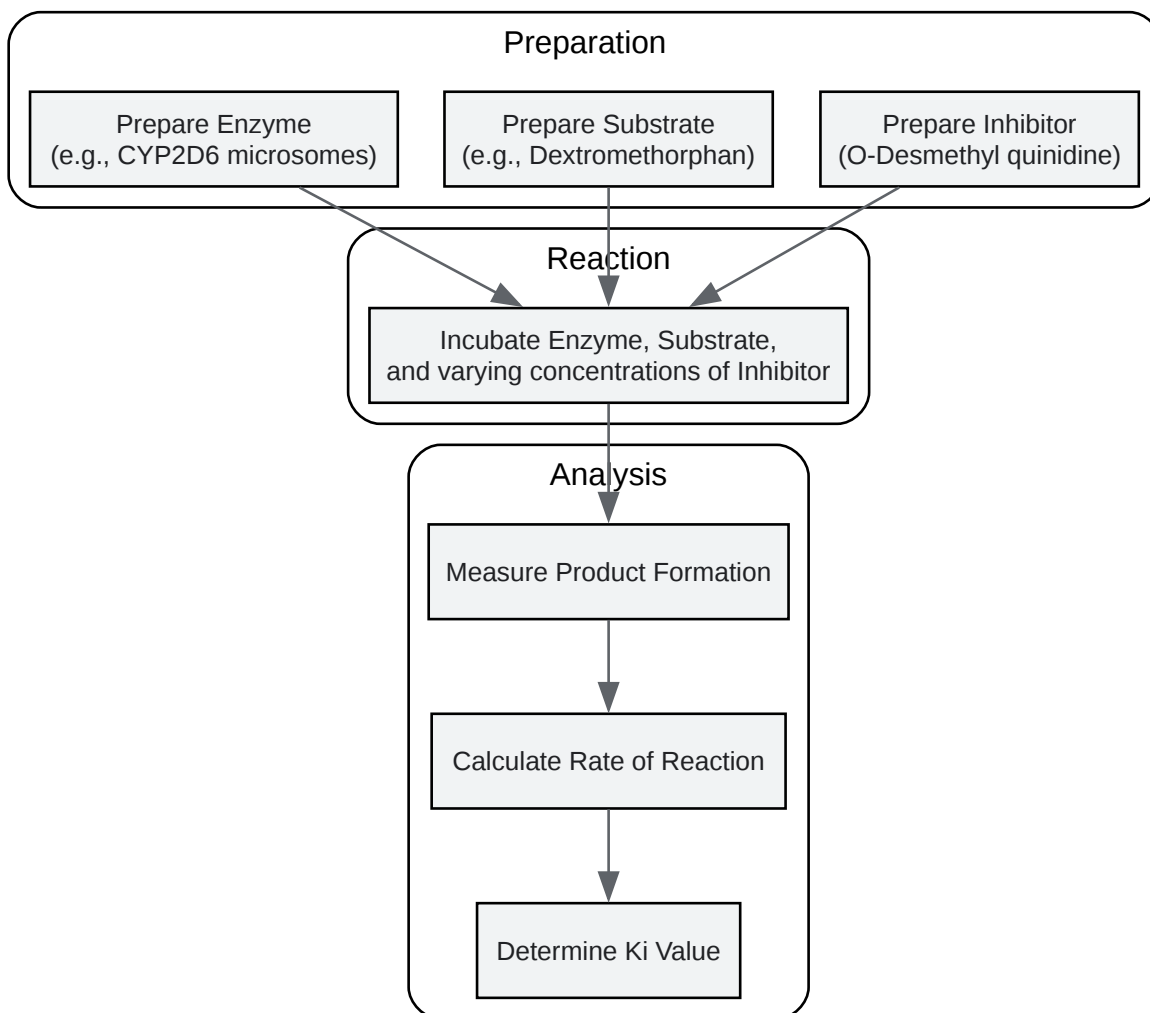 Preparation
Prepare Enzyme
(e.g., CYP2D6 microsomes)
Prepare Substrate
(e.g., Dextromethorphan)
Prepare Inhibitor
(O-Desmethyl quinidine)
Reaction
Incubate Enzyme, Substrate,
and varying concentrations of Inhibitor
Analysis
Measure Product Formation
Calculate Rate of Reaction
Determine Ki Value